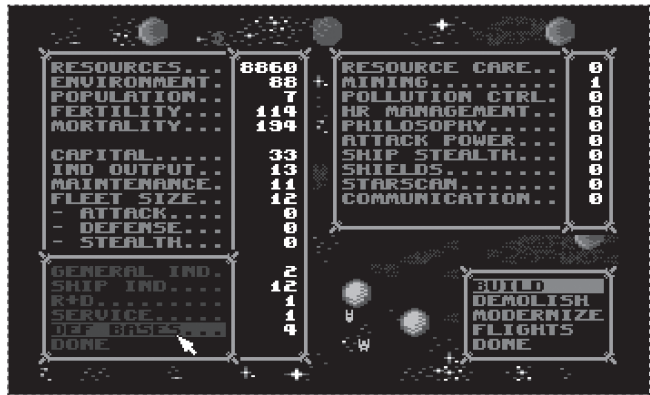 RESOURCES... 8860
ENVIRONMENT. 88
POPULATION.. 7
FERTILITY... 114
MORTALITY... 194
CAPITAL..... 33
IND OUTPUT.. 13
MAINTENANCE. 11
FLEET SIZE.. 12
- ATTACK.... 0
- DEFENSE... 0
- STEALTH... 0
GENERAL IND. 2
SHIP IND.... 12
R+D......... 1
SERVICE..... 1
DEF BASES... 4
DONE
RESOURCE CARE.. 0
MINING......... 1
POLLUTION CTRL. 0
HR MANAGEMENT.. 0
PHILOSOPHY..... 0
ATTACK POWER... 0
SHIP STEALTH... 0
SHIELDS........ 0
STARSCAN....... 0
COMMUNICATION.. 0
BUILD
DEMOLISH
MODERNIZE
FLIGHTS
DONE